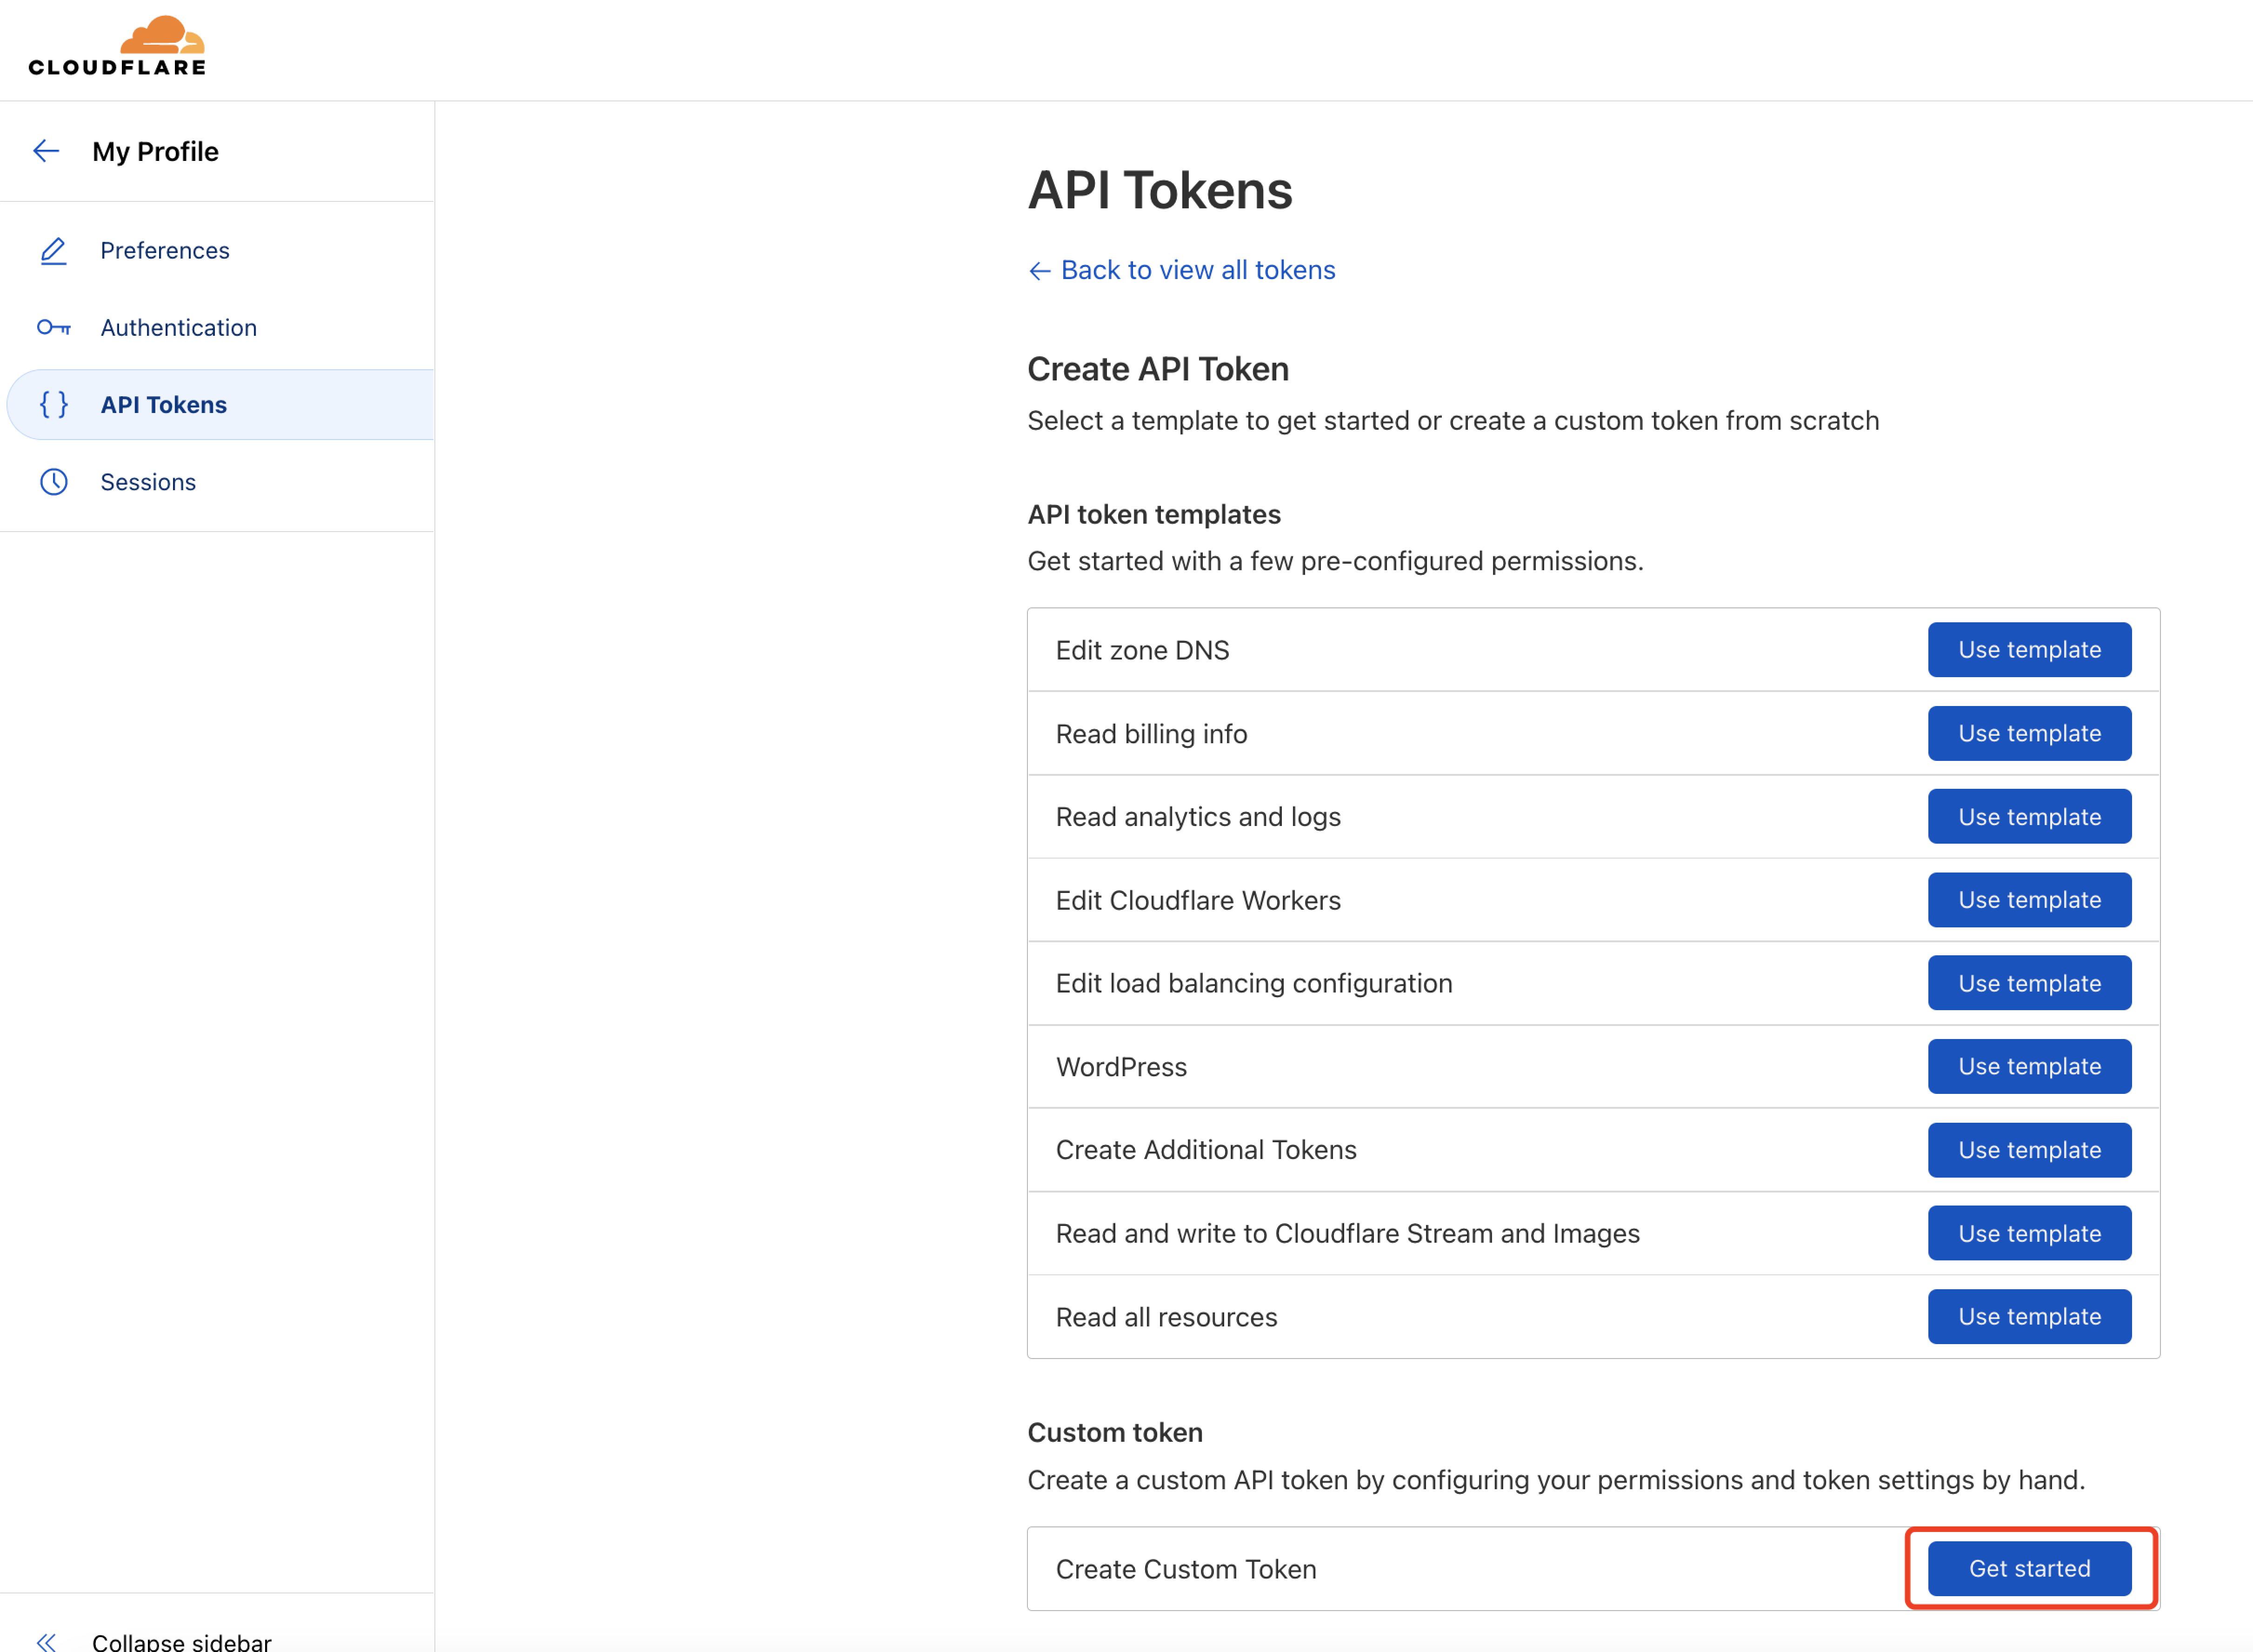 CLOUDFLARE
My Profile
Preferences
Authentication
API Tokens
Sessions
Collapse sidebar
API Tokens
Back to view all tokens
Create API Token
Select a template to get started or create a custom token from scratch
API token templates
Get started with a few pre-configured permissions.
Edit zone DNS Use template
Read billing info Use template
Read analytics and logs Use template
Edit Cloudflare Workers Use template
Edit load balancing configuration Use template
WordPress Use template
Create Additional Tokens Use template
Read and write to Cloudflare Stream and Images Use template
Read all resources Use template
Custom token
Create a custom API token by configuring your permissions and token settings by hand.
Create Custom Token Get started